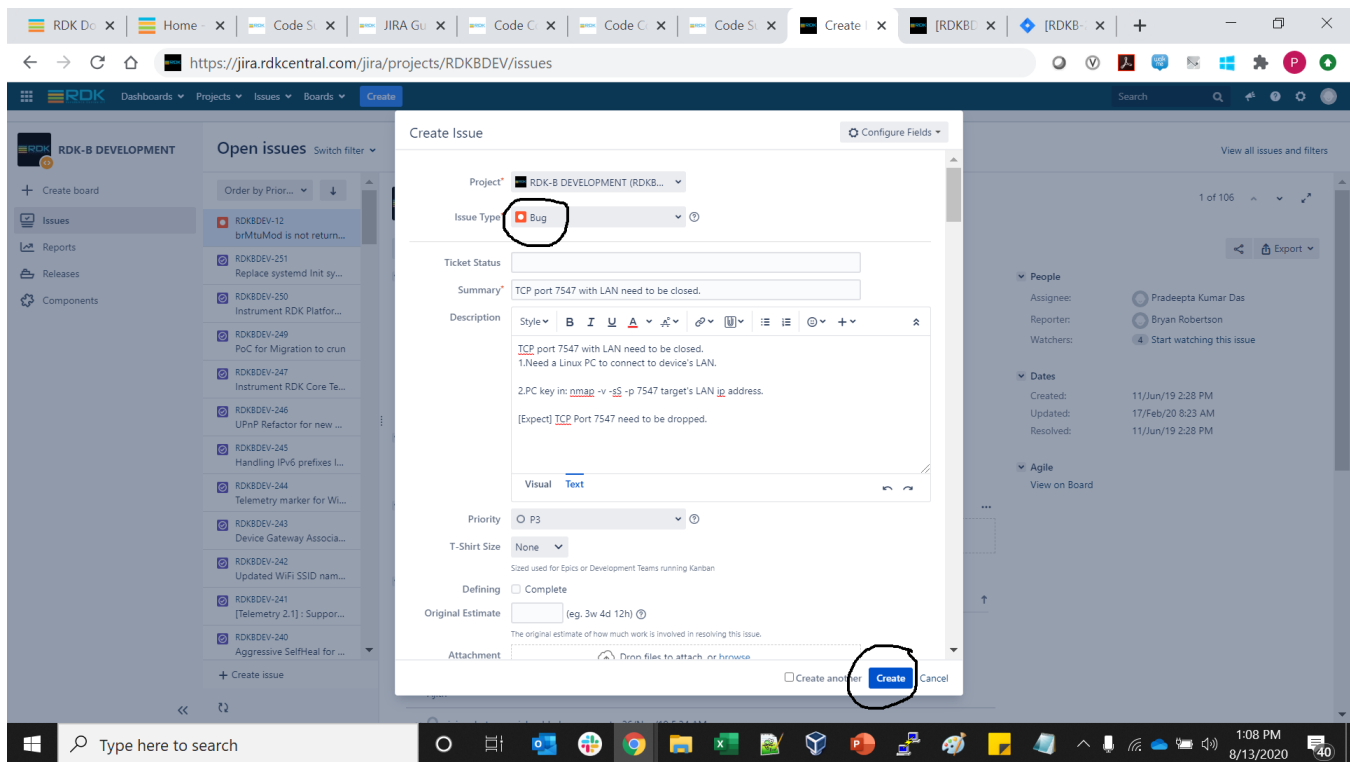 RDK Do
Home -
Code Su
JIRA Gu
Code C
Code Co
Code Su
Create I
[RDKBD
[RDKB-
https://jira.rdkcentral.com/jira/projects/RDKBDEV/issues
P
RDK
Dashboards
Projects
Issues
Boards
Create
Search
RDK-B DEVELOPMENT
Create board
Issues
Reports
Releases
Components
Open issues Switch filter
Order by Prior...
RDKBDEV-12
brMtuMod is not return...
RDKBDEV-251
Replace systemd Init sy...
RDKBDEV-250
Instrument RDK Platfor...
RDKBDEV-249
PoC for Migration to crun
RDKBDEV-247
Instrument RDK Core Te...
RDKBDEV-246
UPnP Refactor for new ...
RDKBDEV-245
Handling IPv6 prefixes l...
RDKBDEV-244
Telemetry marker for Wi...
RDKBDEV-243
Device Gateway Associa...
RDKBDEV-242
Updated WiFi SSID nam...
RDKBDEV-241
[Telemetry 2.1] : Suppor...
RDKBDEV-240
Aggressive SelfHeal for ...
+ Create issue
Create Issue
Configure Fields
Project*
RDK-B DEVELOPMENT (RDKB...
Issue Type
Bug
Ticket Status
Summary*
TCP port 7547 with LAN need to be closed.
Description
Style
B I U A
TCP port 7547 with LAN need to be closed.
1.Need a Linux PC to connect to device's LAN.
2.PC key in: nmap -v -sS -p 7547 target's LAN ip address.
[Expect] TCP Port 7547 need to be dropped.
Visual Text
Priority
P3
T-Shirt Size
None
Sized used for Epics or Development Teams running Kanban
Defining
Complete
Original Estimate
(eg. 3w 4d 12h)
The original estimate of how much work is involved in resolving this issue.
Attachment
Drop files to attach, or browse.
Create another
Create
Cancel
View all issues and filters
1 of 106
Export
People
Assignee: Pradeepta Kumar Das
Reporter: Bryan Robertson
Watchers: 4 Start watching this issue
Dates
Created: 11/Jun/19 2:28 PM
Updated: 17/Feb/20 8:23 AM
Resolved: 11/Jun/19 2:28 PM
Agile
View on Board
Type here to search
1:08 PM
8/13/2020
40